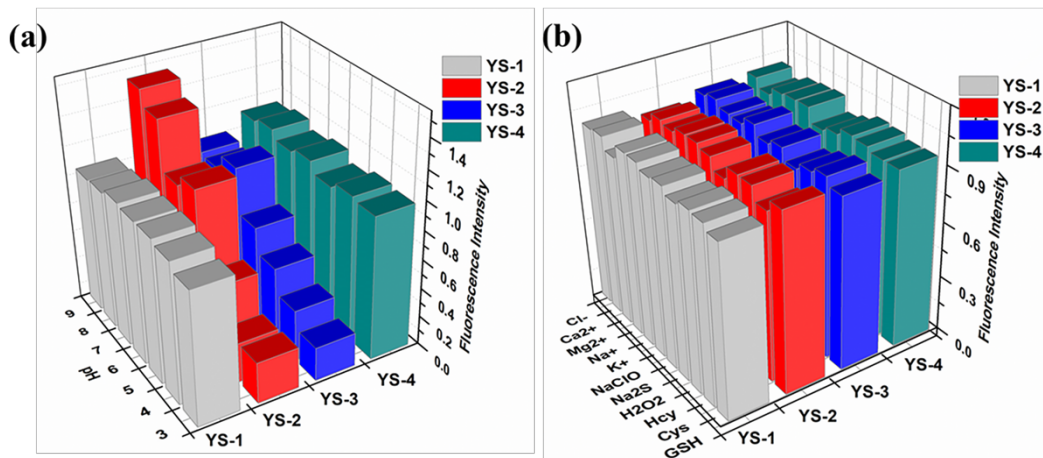 (a)
YS-1
YS-2
YS-3
YS-4
1.4
1.2
1.0
0.8
0.6
0.4
0.2
0.0
Fluorescence Intensity
9
8
7
6
5
4
3
pH
YS-1
YS-2
YS-3
YS-4
(b)
YS-1
YS-2
YS-3
YS-4
0.9
0.6
0.3
0.0
Fluorescence Intensity
Cl-
Ca2+
Mg2+
Na+
K+
NaClO
Na2S
H2O2
Hcy
Cys
GSH
YS-1
YS-2
YS-3
YS-4